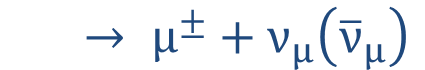 → μ± + νμ(ν̅μ)